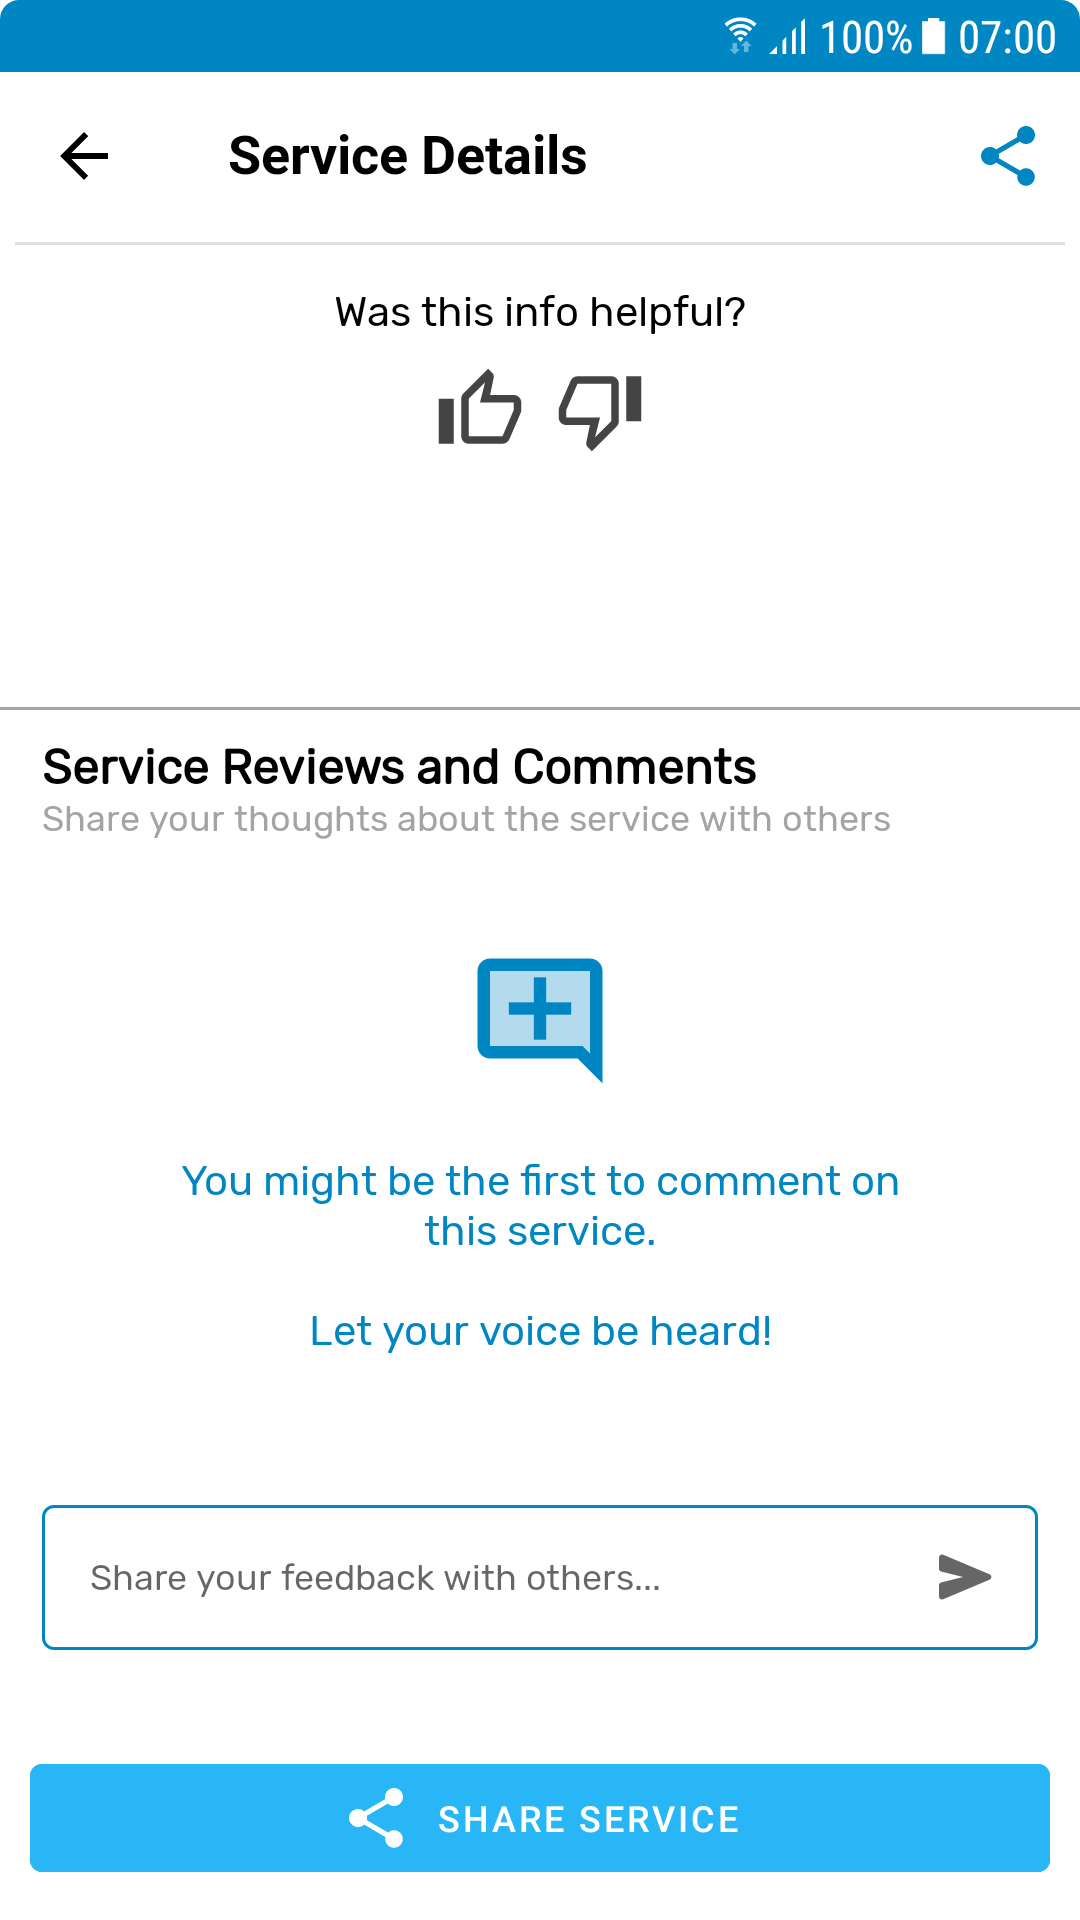 100% 07:00
Service Details
Was this info helpful?
Service Reviews and Comments
Share your thoughts about the service with others
You might be the first to comment on
this service.
Let your voice be heard!
Share your feedback with others...
SHARE SERVICE